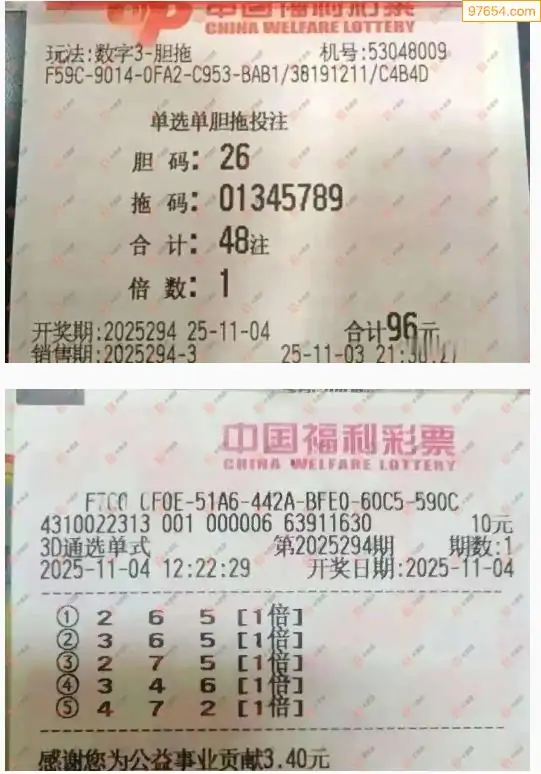 97654.com
中国福利彩票
CHINA WELFARE LOTTERY
玩法:数字3-胆拖 机号:53048009
F59C-9014-0FA2-C953-BAB1/38191211/C4B4D
单选单胆拖投注
胆 码: 26
拖 码: 01345789
合 计: 48注
倍 数: 1
开奖期:2025294 25-11-04 合计96元
销售期:2025294-3 25-11-03
中国福利彩票
CHINA WELFARE LOTTERY
CF0E-51A6-442A-BFE0-60C5-590C
4310022313 001 000006 63911630 10元
3D通选单式 第2025294期 期数:1
2025-11-04 12:22:29 开奖日期:2025-11-04
① 2 6 5 [1倍]
② 3 6 5 [1倍]
③ 2 7 5 [1倍]
④ 3 4 6 [1倍]
⑤ 4 7 2 [1倍]
感谢您为公益事业贡献3.40元